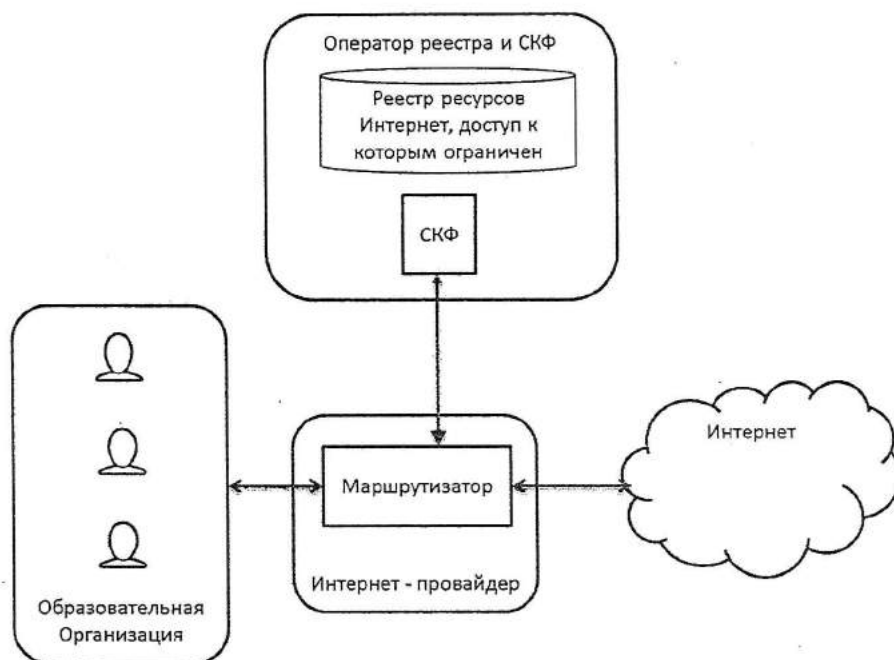 Оператор реестра и СКФ
Реестр ресурсов
Интернет, доступ к
которым ограничен
СКФ
Интернет
Маршрутизатор
Интернет - провайдер
Образовательная
Организация